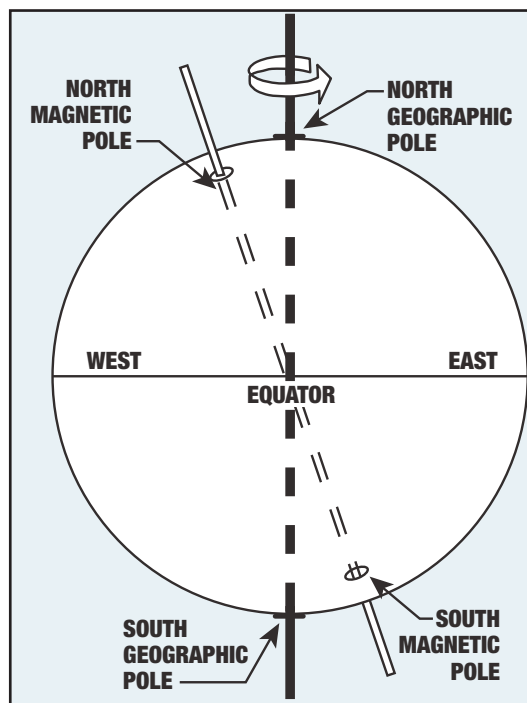 NORTH
MAGNETIC
POLE
NORTH
GEOGRAPHIC
POLE
WEST
EAST
EQUATOR
SOUTH
GEOGRAPHIC
POLE
SOUTH
MAGNETIC
POLE